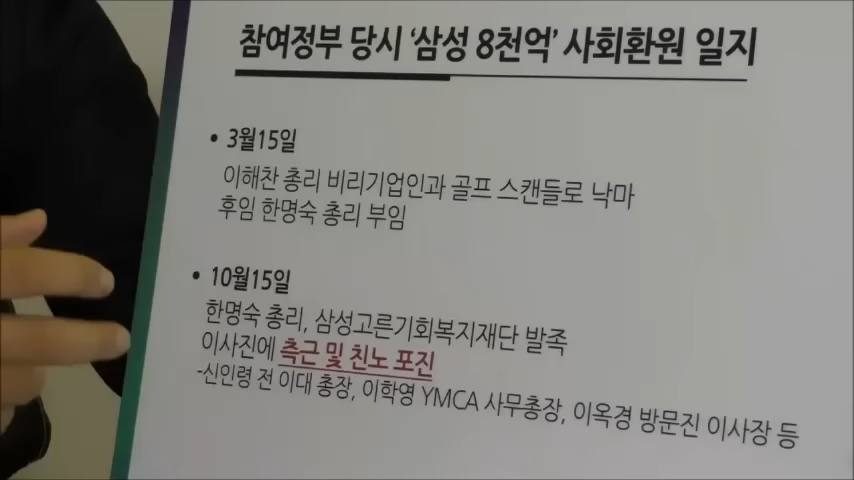 참여정부 당시 '삼성 8천억' 사회환원 일지
• 3월15일
이해찬 총리 비리기업인과 골프 스캔들로 낙마
후임 한명숙 총리 부임
• 10월15일
한명숙 총리, 삼성고른기회복지재단 발족
이사진에 측근 및 친노 포진
-신인령 전 이대 총장, 이학영 YMCA 사무총장, 이옥경 방문진 이사장 등